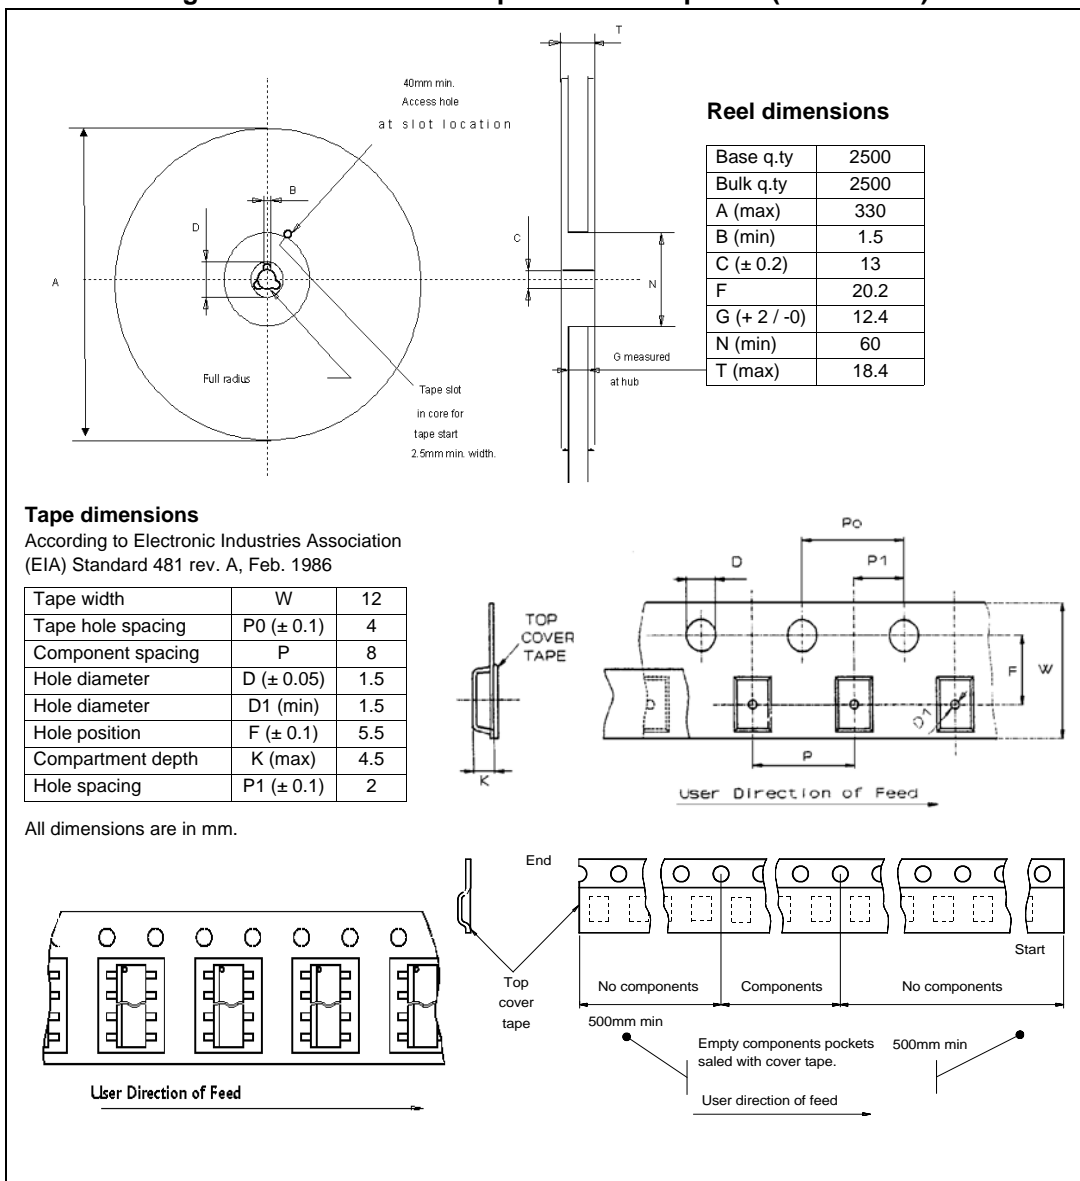 T
40mm min.
Access hole
at slot location
B
D
A
C
N
Full radius
Tape slot
in core for
tape start
2.5mm min. width.
G measured
at hub
Reel dimensions
Base q.ty 2500
Bulk q.ty 2500
A (max) 330
B (min) 1.5
C (± 0.2) 13
F 20.2
G (+ 2 / -0) 12.4
N (min) 60
T (max) 18.4
Tape dimensions
According to Electronic Industries Association
(EIA) Standard 481 rev. A, Feb. 1986
Tape width W 12
Tape hole spacing P0 (± 0.1) 4
Component spacing P 8
Hole diameter D (± 0.05) 1.5
Hole diameter D1 (min) 1.5
Hole position F (± 0.1) 5.5
Compartment depth K (max) 4.5
Hole spacing P1 (± 0.1) 2
All dimensions are in mm.
TOP
COVER
TAPE
K
Po
D
P1
F
W
D1
P
User Direction of Feed
User Direction of Feed
End
Start
Top
cover
tape
No components
Components
No components
500mm min
Empty components pockets
saled with cover tape.
500mm min
User direction of feed